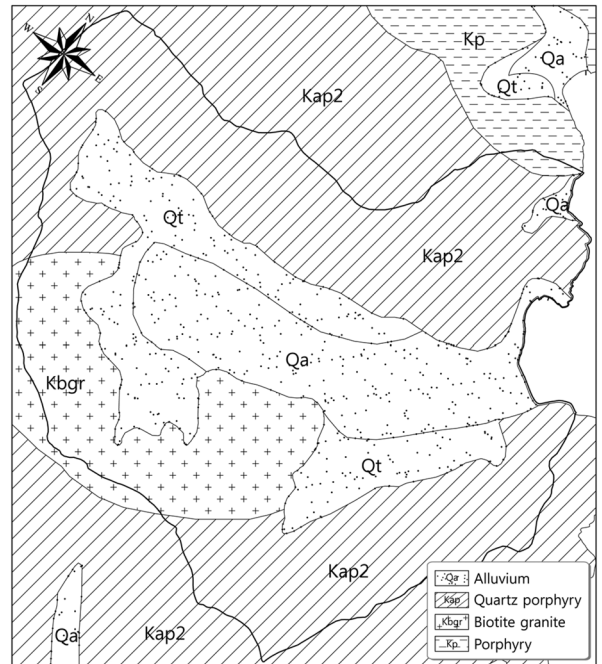 N
W
E
S
Kp
Qa
Qt
Kap2
Qa
Qt
Kap2
Qa
Kbgr
Qt
Kap2
Qa
Kap2
Qa Alluvium
Kap Quartz porphyry
Kbgr Biotite granite
Kp Porphyry